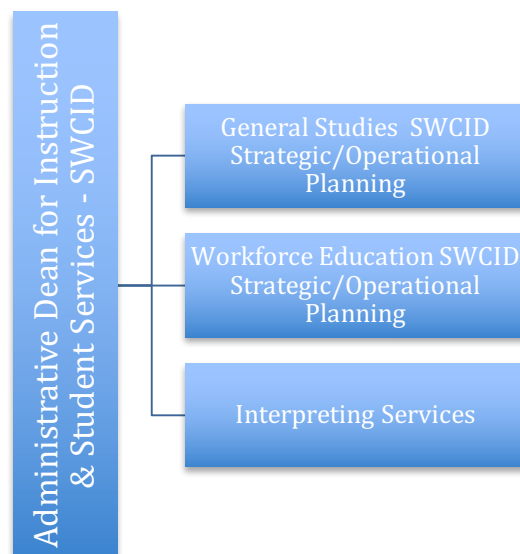 Administrative Dean for Instruction
& Student Services - SWCID
General Studies  SWCID
Strategic/Operational
Planning
Workforce Education SWCID
Strategic/Operational
Planning
Interpreting Services